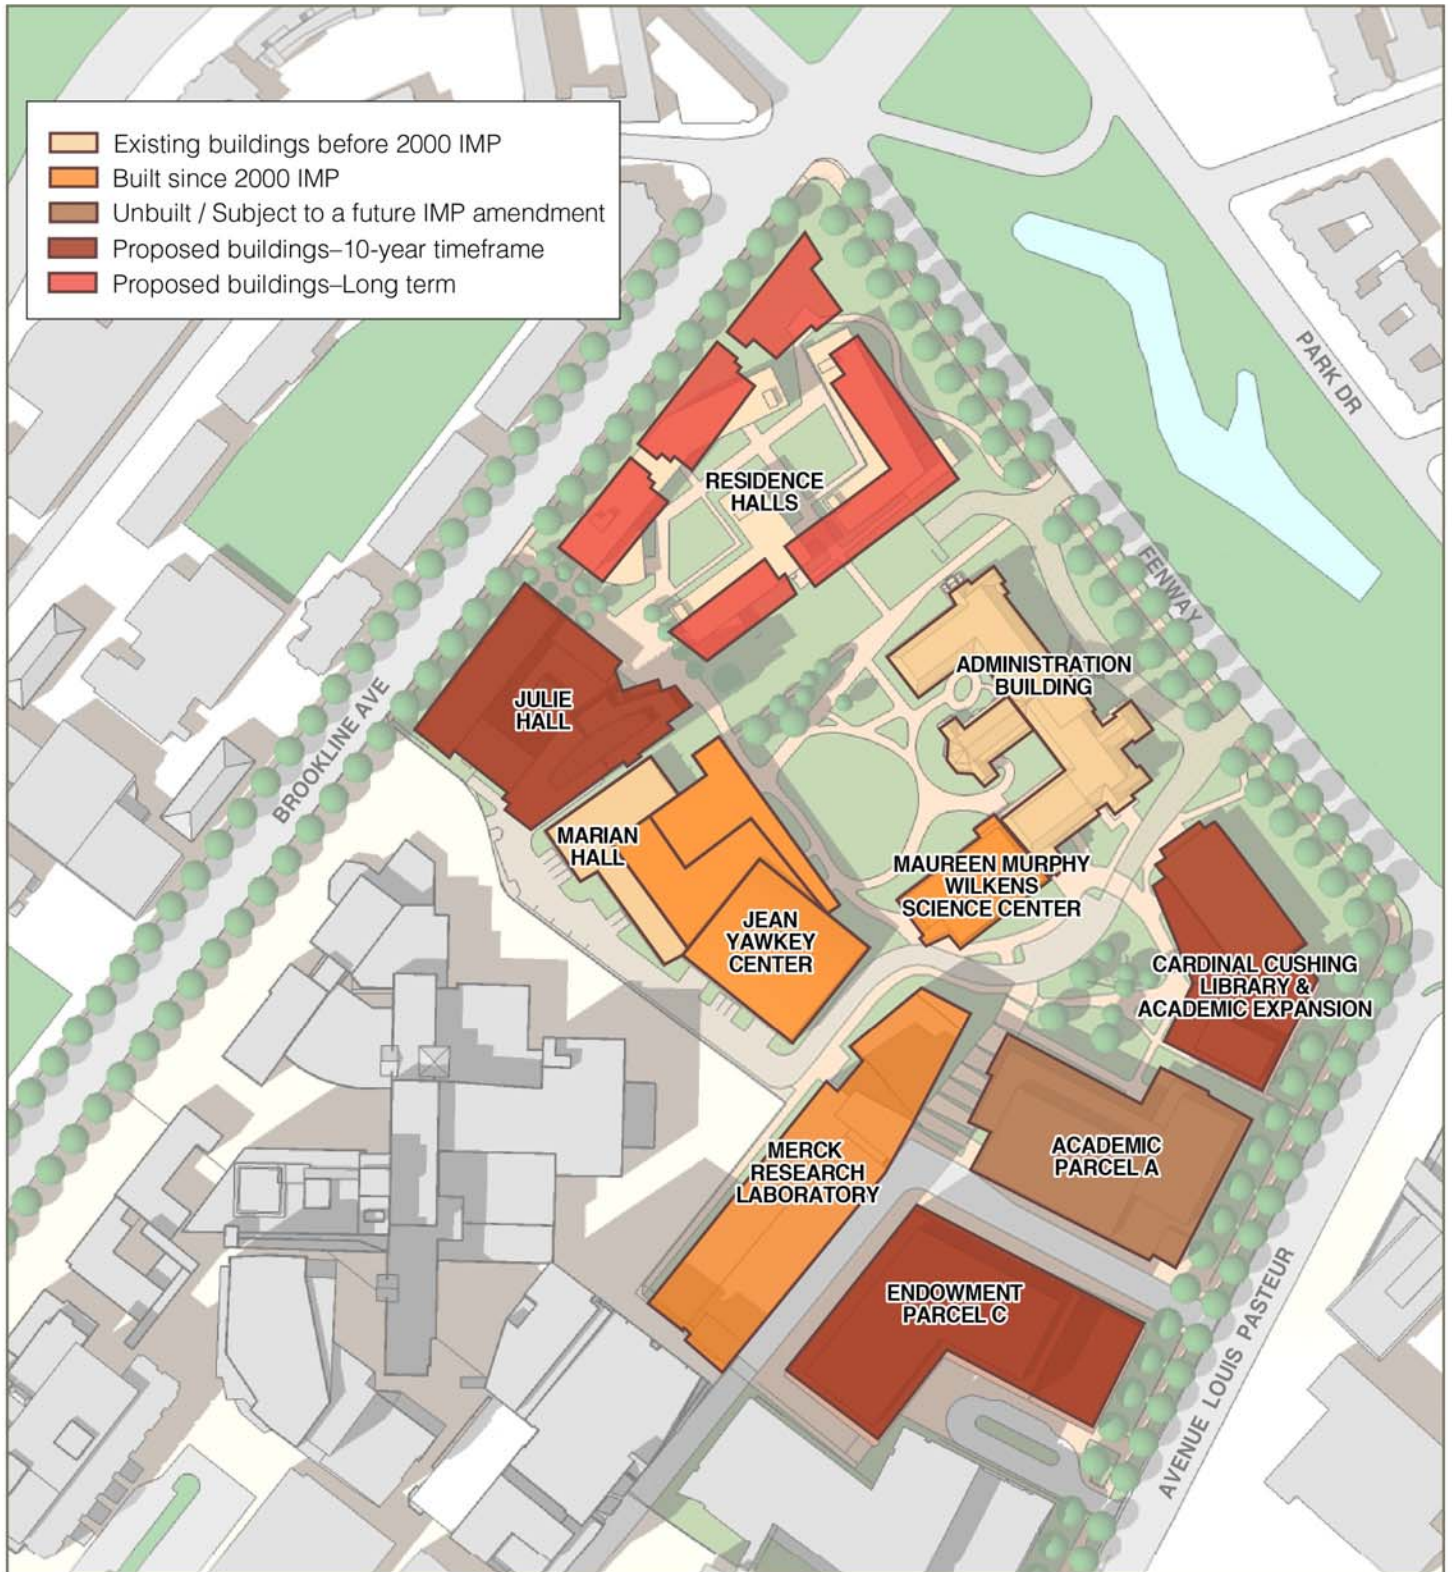 Existing buildings before 2000 IMP
Built since 2000 IMP
Unbuilt / Subject to a future IMP amendment
Proposed buildings–10-year timeframe
Proposed buildings–Long term
PARK DR
RESIDENCE
HALLS
FENWAY
ADMINISTRATION
BUILDING
JULIE
HALL
BROOKLINE AVE
MARIAN
HALL
MAUREEN MURPHY
WILKENS
SCIENCE CENTER
JEAN
YAWKEY
CENTER
CARDINAL CUSHING
LIBRARY &
ACADEMIC EXPANSION
MERCK
RESEARCH
LABORATORY
ACADEMIC
PARCEL A
ENDOWMENT
PARCEL C
AVENUE LOUIS PASTEUR